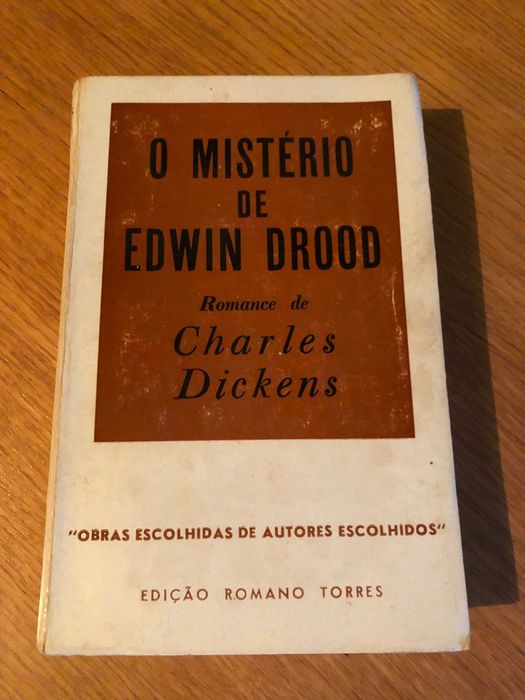 O MISTÉRIO
DE
EDWIN DROOD
Romance de
Charles
Dickens
"OBRAS ESCOLHIDAS DE AUTORES ESCOLHIDOS"
EDIÇÃO ROMANO TORRES